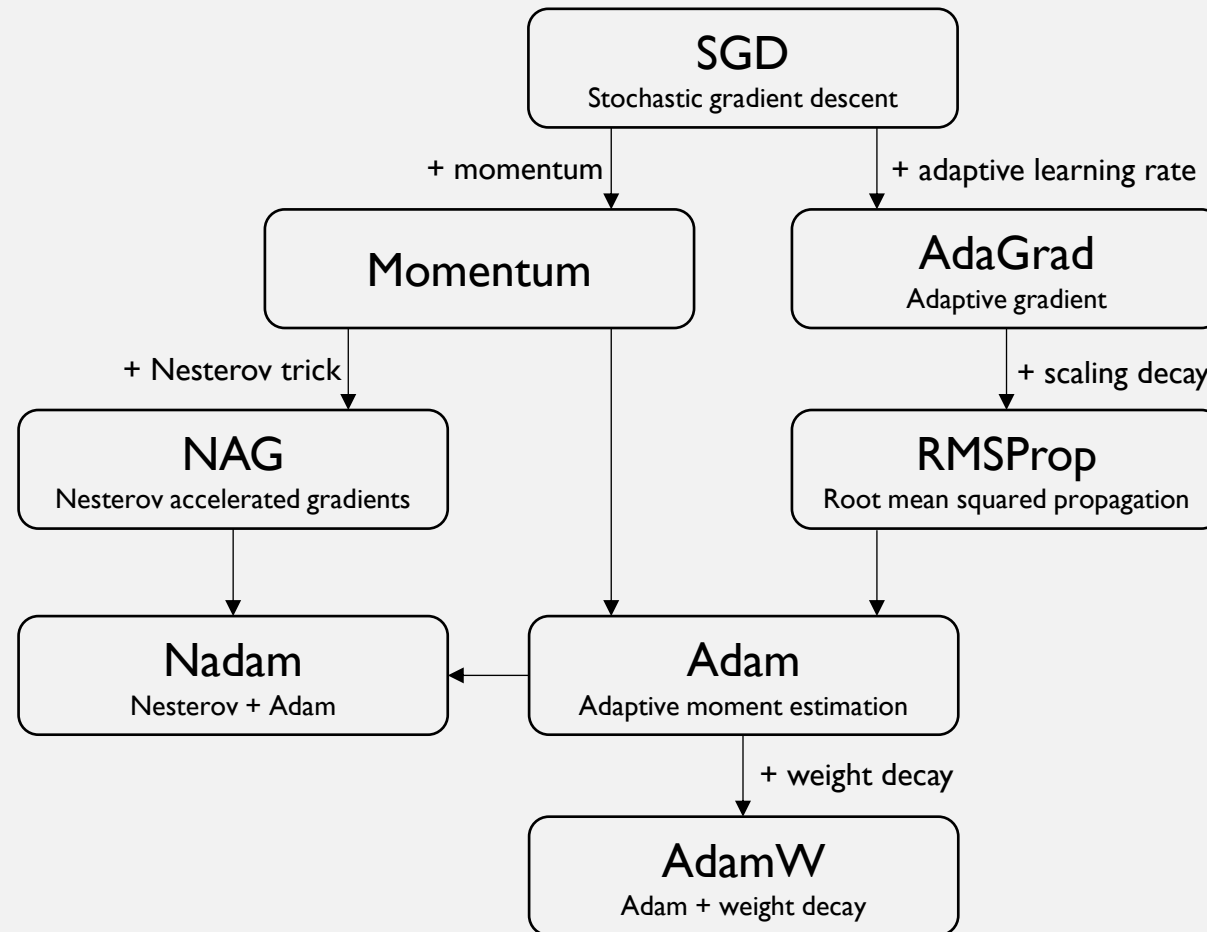 SGD
Stochastic gradient descent
+ momentum
+ adaptive learning rate
Momentum
AdaGrad
Adaptive gradient
+ Nesterov trick
+ scaling decay
NAG
Nesterov accelerated gradients
RMSProp
Root mean squared propagation
Nadam
Nesterov + Adam
Adam
Adaptive moment estimation
+ weight decay
AdamW
Adam + weight decay